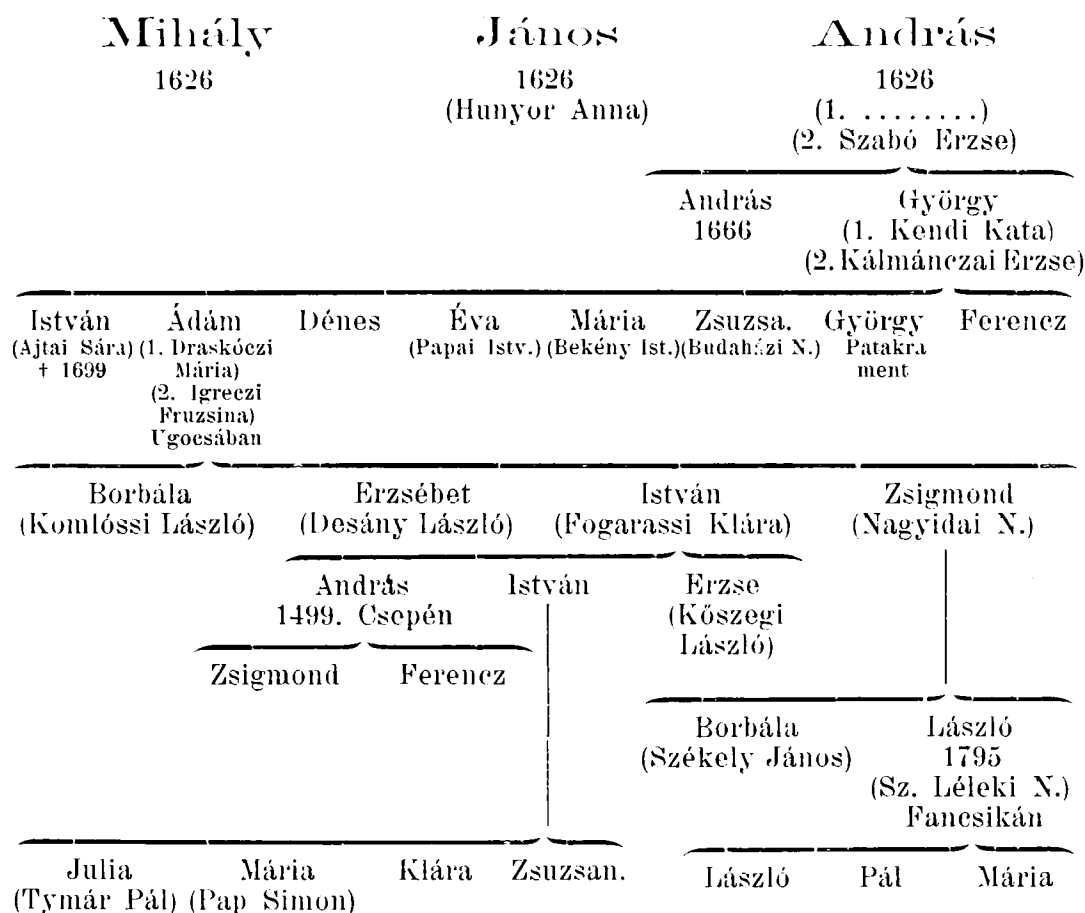 Mihály János András
1626 1626 1626
(Hunyor Anna) (1. ........)
(2. Szabó Erzse)
András György
1666 (1. Kendi Kata)
(2. Kálmánczai Erzse)
István Ádám Dénes Éva Mária Zsuzsa. György Ferencz
(Ajtai Sára) (1. Draskóczi (Papai Istv.) (Bekény Ist.) (Budaházi N.) Patakra
† 1699 Mária) ment
(2. Igreczi
Fruzsina)
Ugocsában
Borbála Erzsébet István Zsigmond
(Komlóssi László) (Desány László) (Fogarassi Klára) (Nagyidai N.)
András István Erzse
1499. Csepén (Kőszegi
László)
Zsigmond Ferencz
Borbála László
(Székely János) 1795
(Sz. Léleki N.)
Fancsikán
Julia Mária Klára Zsuzsan. László Pál Mária
(Tymár Pál) (Pap Simon)